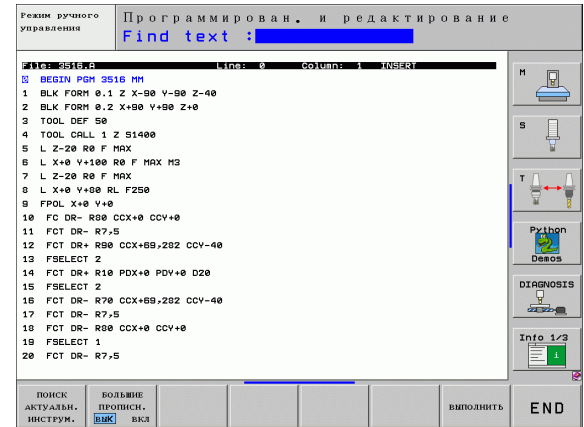 Режим ручного
управления
Программирован. и редактирование
Find text :
File: 3516.A Line: 0 Column: 1 INSERT
0 BEGIN PGM 3516 MM
1 BLK FORM 0.1 Z X-90 Y-90 Z-40
2 BLK FORM 0.2 X+90 Y+90 Z+0
3 TOOL DEF 50
4 TOOL CALL 1 Z S1400
5 L Z-20 R0 F MAX
6 L X+0 Y+100 R0 F MAX M3
7 L Z-20 R0 F MAX
8 L X+0 Y+80 RL F250
9 FPOL X+0 Y+0
10 FC DR- R80 CCX+0 CCY+0
11 FCT DR- R7,5
12 FCT DR+ R90 CCX+69,282 CCY-40
13 FSELECT 2
14 FCT DR+ R10 PDX+0 PDY+0 D20
15 FSELECT 2
16 FCT DR- R70 CCX+69,282 CCY-40
17 FCT DR- R7,5
18 FCT DR- R80 CCX+0 CCY+0
19 FSELECT 1
20 FCT DR- R7,5
M
S
T
Python
Demos
DIAGNOSIS
Info 1/3
i
ПОИСК
АКТУАЛЬН.
ИНСТРУМ.
БОЛЬШИЕ
ПРОПИСН.
ВЫК ВКЛ
ВЫПОЛНИТЬ
END